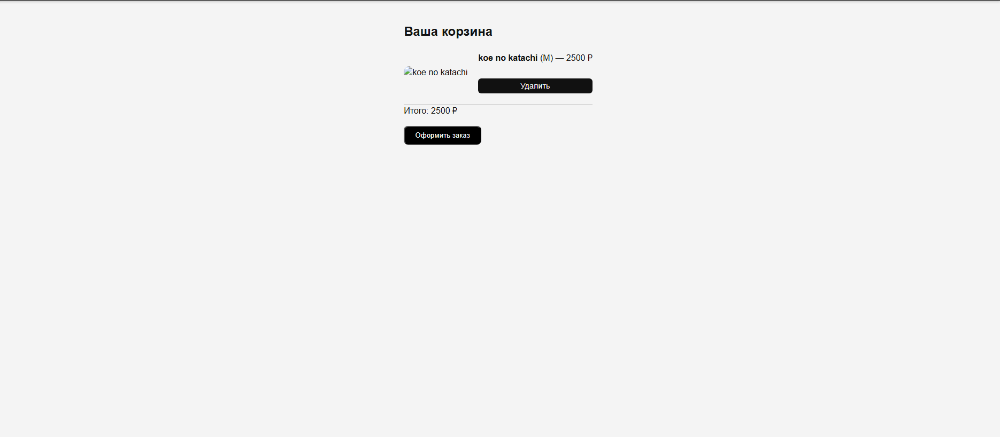 Ваша корзина
koe no katachi (M) — 2500 ₽
koe no katachi
Удалить
Итого: 2500 ₽
Оформить заказ